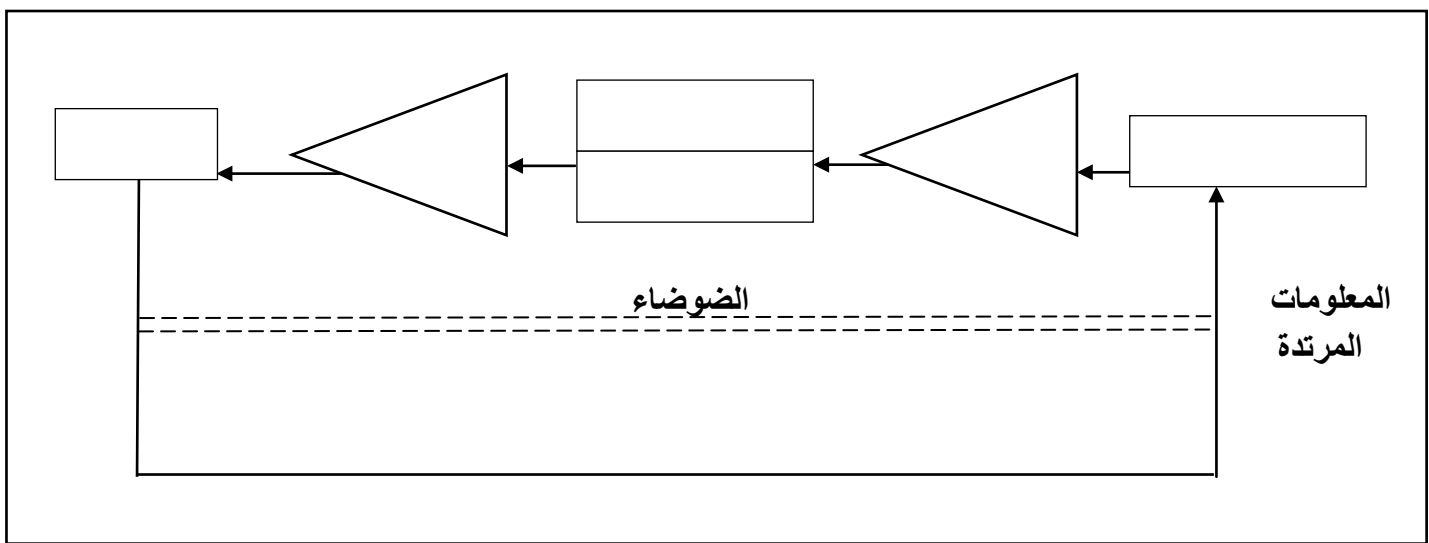 الضوضاء
المعلومات
المرتدة